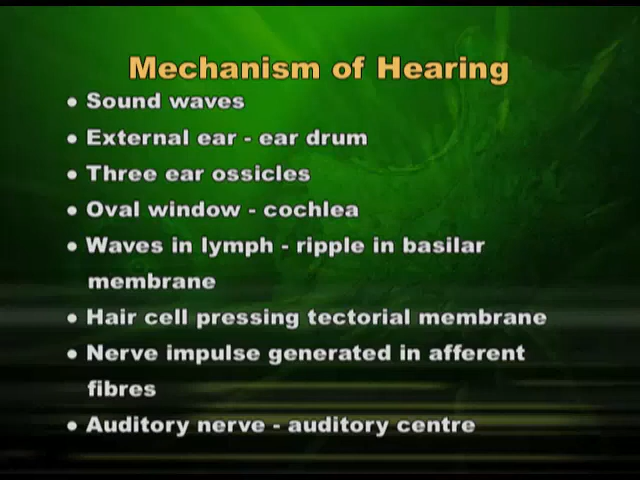 Mechanism of Hearing
• Sound waves
• External ear - ear drum
• Three ear ossicles
• Oval window - cochlea
• Waves in lymph - ripple in basilar
membrane
• Hair cell pressing tectorial membrane
• Nerve impulse generated in afferent
fibres
• Auditory nerve - auditory centre